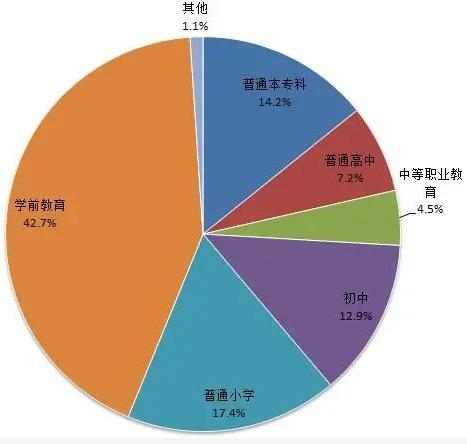 其他
1.1%
普通本专科
14.2%
普通高中
7.2%
中等职业教
育
4.5%
初中
12.9%
普通小学
17.4%
学前教育
42.7%